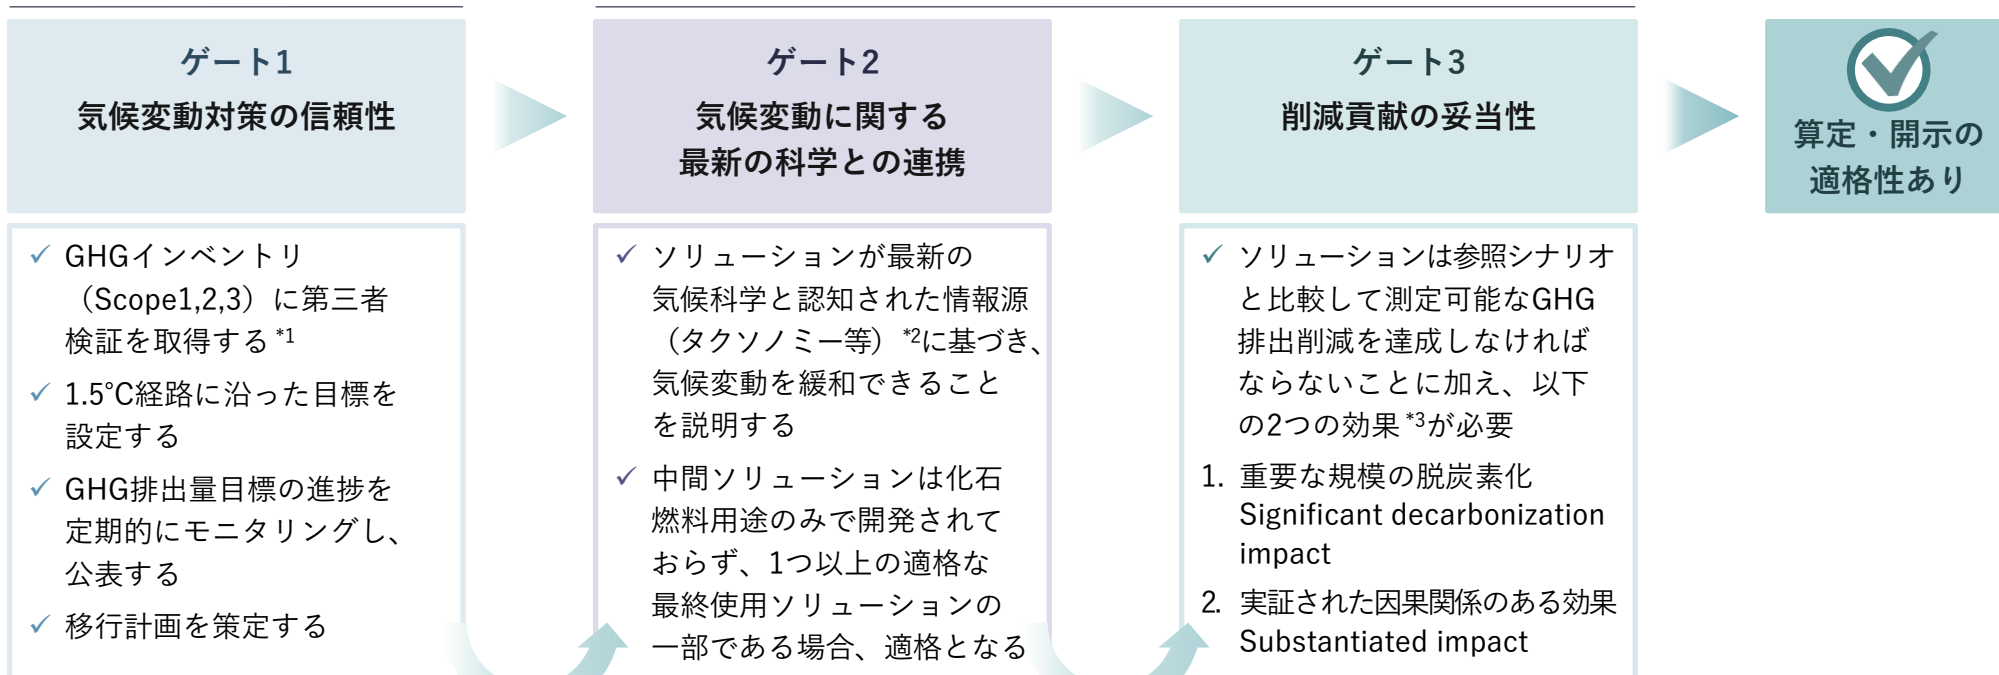 ゲート1
気候変動対策の信頼性
GHGインベントリ
（Scope1,2,3）に第三者
検証を取得する *1
1.5°C経路に沿った目標を
設定する
GHG排出量目標の進捗を
定期的にモニタリングし、
公表する
移行計画を策定する
ゲート2
気候変動に関する
最新の科学との連携
ソリューションが最新の
気候科学と認知された情報源
（タクソノミー等）*2に基づき、
気候変動を緩和できること
を説明する
中間ソリューションは化石
燃料用途のみで開発されて
おらず、1つ以上の適格な
最終使用ソリューションの
一部である場合、適格となる
ゲート3
削減貢献の妥当性
ソリューションは参照シナリオ
と比較して測定可能なGHG
排出削減を達成しなければ
ならないことに加え、以下
の2つの効果 *3が必要
1. 重要な規模の脱炭素化
Significant decarbonization
impact
2. 実証された因果関係のある効果
Substantiated impact
算定・開示の
適格性あり